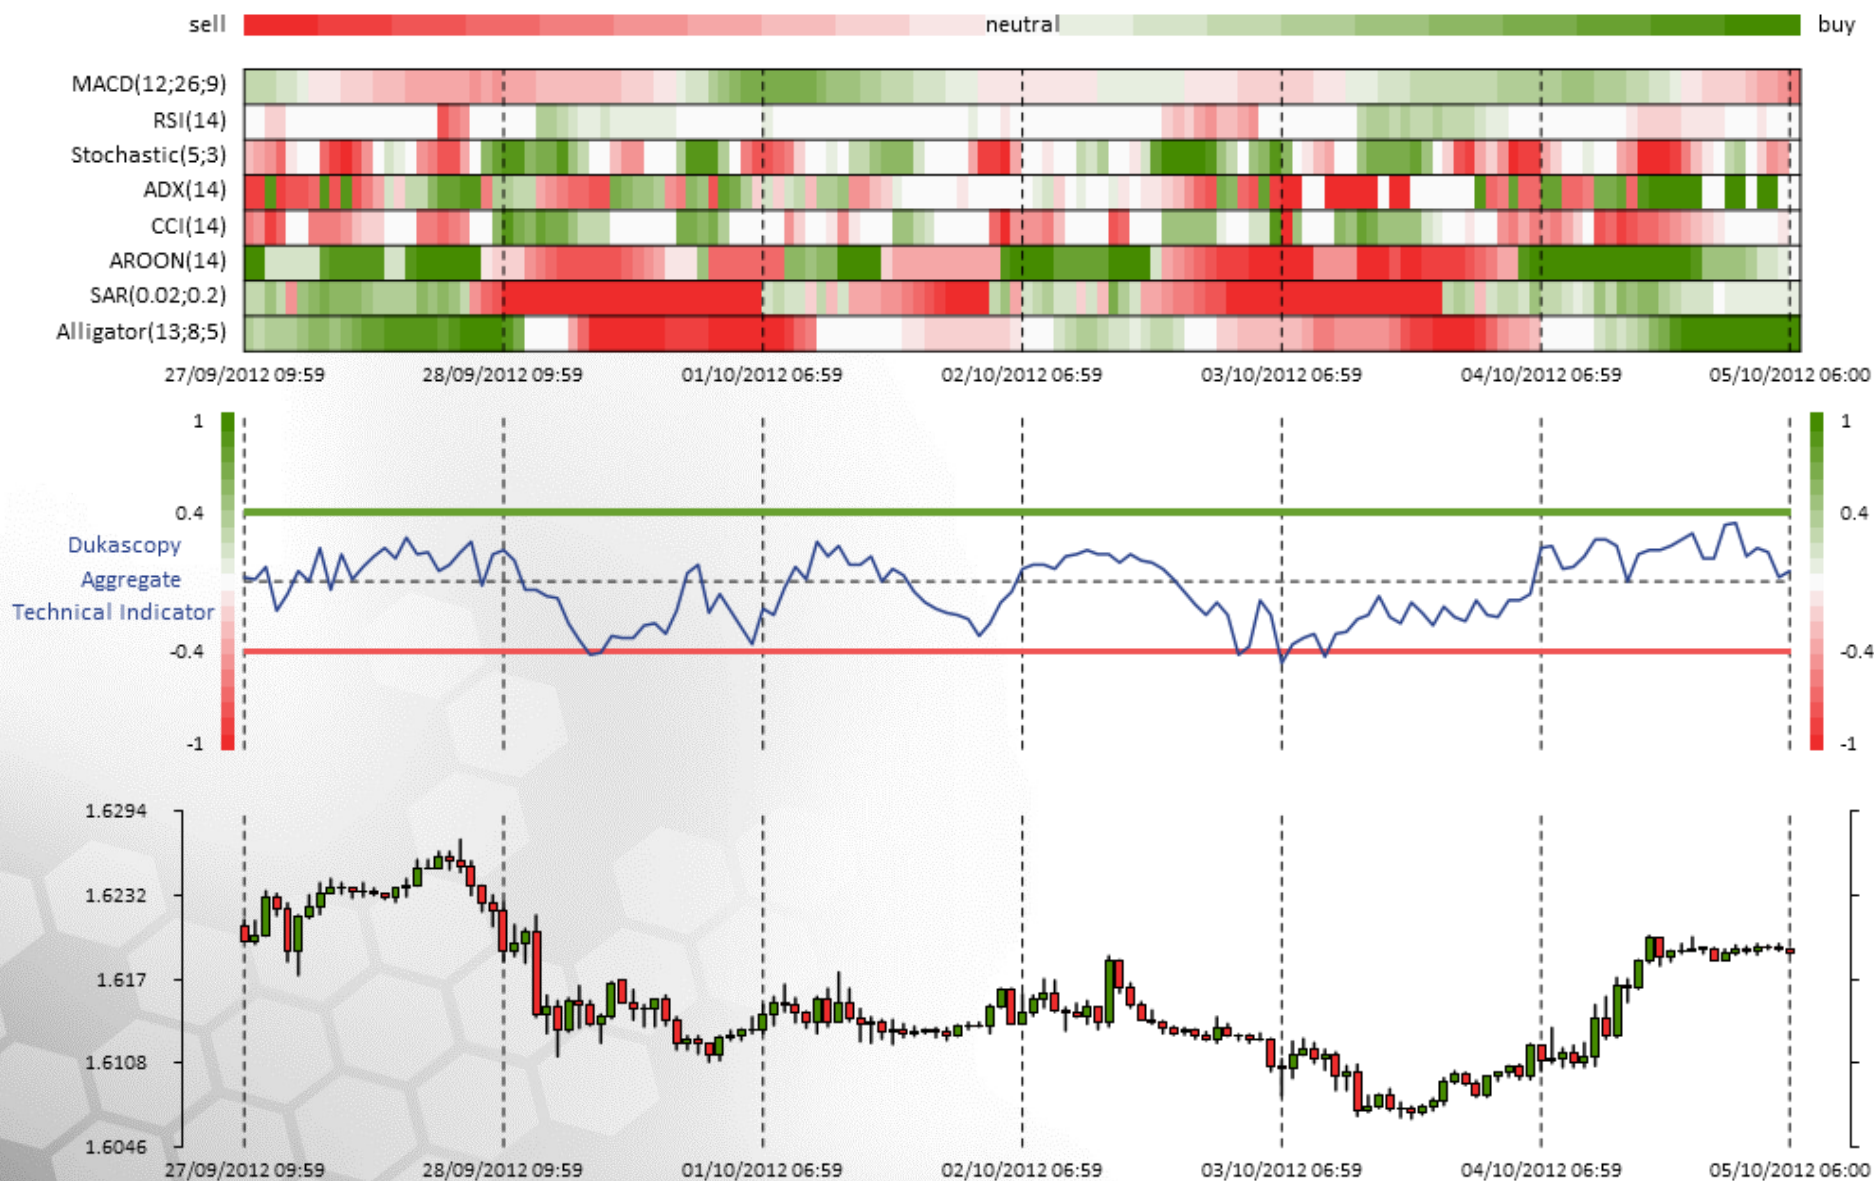 sell neutral buy
MACD(12;26;9)
RSI(14)
Stochastic(5;3)
ADX(14)
CCI(14)
AROON(14)
SAR(0.02;0.2)
Alligator(13;8;5)
27/09/2012 09:59 28/09/2012 09:59 01/10/2012 06:59 02/10/2012 06:59 03/10/2012 06:59 04/10/2012 06:59 05/10/2012 06:00
1 1
0.4 0.4
Dukascopy
Aggregate
Technical Indicator
-0.4 -0.4
-1 -1
1.6294
1.6232
1.617
1.6108
1.6046
27/09/2012 09:59 28/09/2012 09:59 01/10/2012 06:59 02/10/2012 06:59 03/10/2012 06:59 04/10/2012 06:59 05/10/2012 06:00